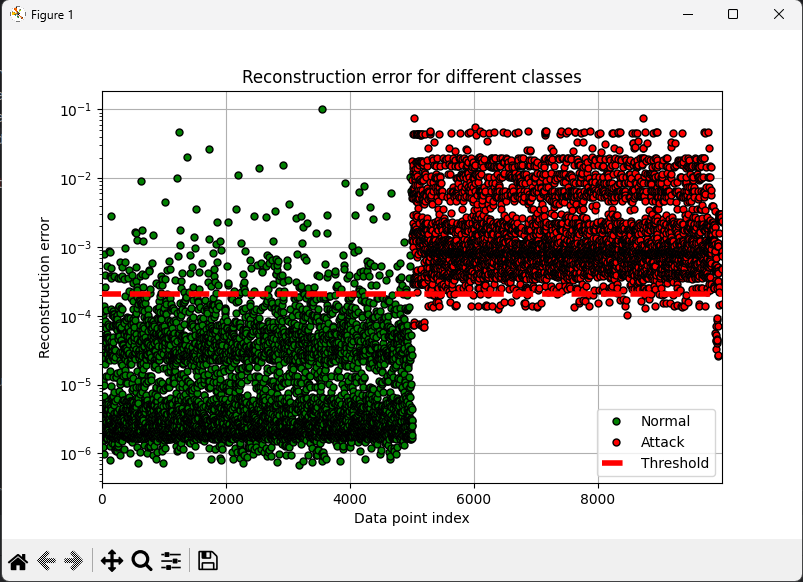 Figure 1
Reconstruction error for different classes
Reconstruction error
10⁻¹
10⁻²
10⁻³
10⁻⁴
10⁻⁵
10⁻⁶
Normal
Attack
Threshold
0 2000 4000 6000 8000
Data point index